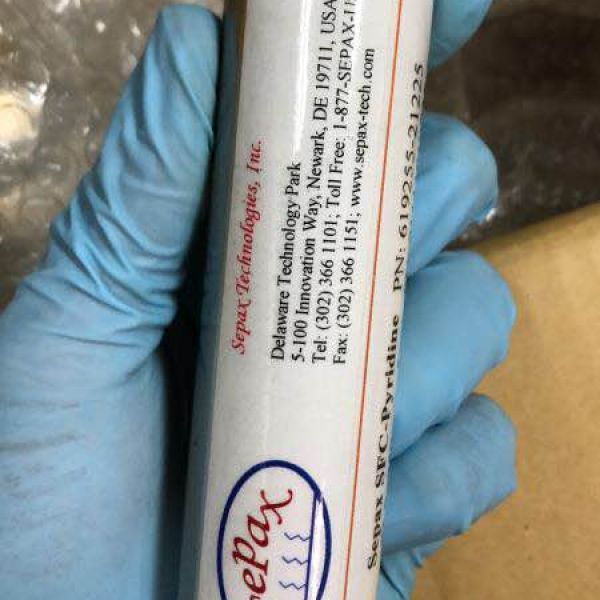 Sepax Technologies, Inc.
Delaware Technology Park
5-100 Innovation Way, Newark, DE 19711, USA
Tel: (302) 366 1101; Toll Free: 1-877-SEPAX-
Fax: (302) 366 1151; www.sepax-tech.com
Sepax SFC-Pyridine PN: 619255-21225
epax